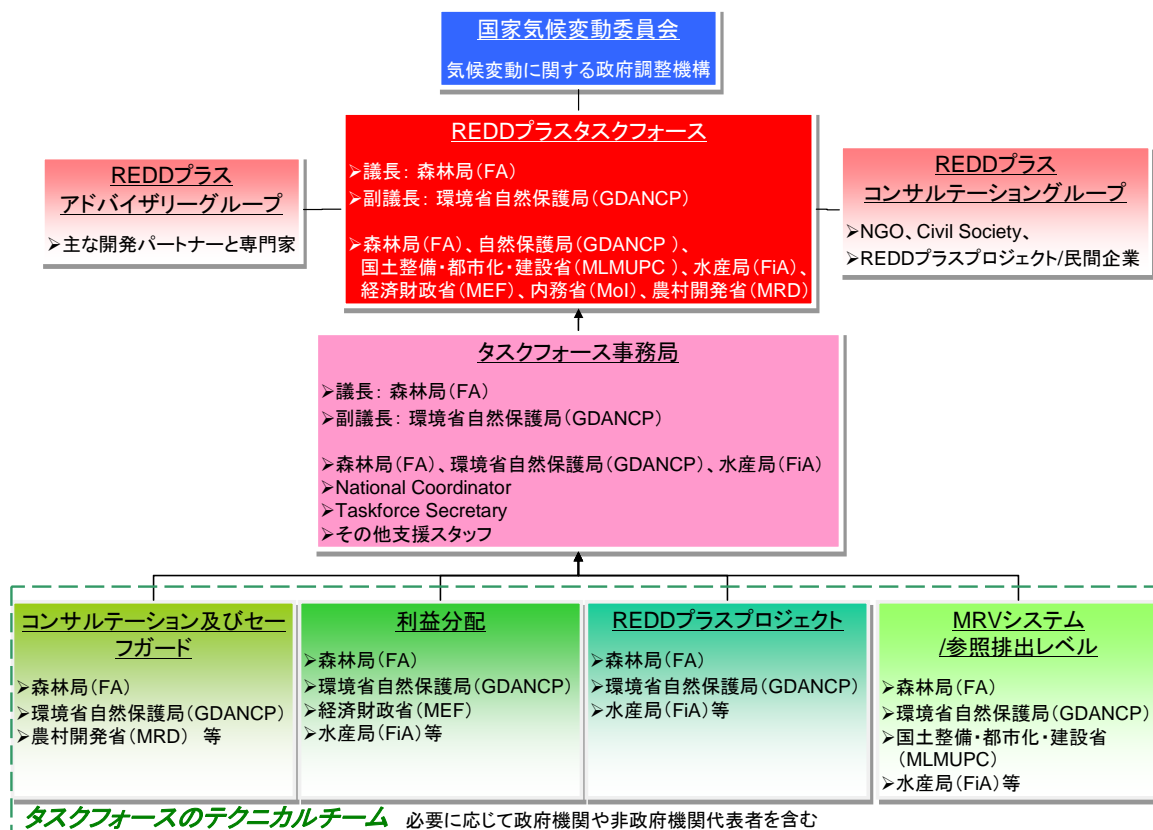 国家気候変動委員会
気候変動に関する政府調整機構
REDDプラスタスクフォース
➢議長：森林局(FA)
➢副議長：環境省自然保護局(GDANCP)
➢森林局(FA)、自然保護局(GDANCP )、
国土整備・都市化・建設省(MLMUPC )、水産局(FiA)、
経済財政省(MEF)、内務省(MoI)、農村開発省(MRD)
REDDプラス
アドバイザリーグループ
➢主な開発パートナーと専門家
REDDプラス
コンサルテーショングループ
➢NGO、Civil Society、
➢REDDプラスプロジェクト/民間企業
タスクフォース事務局
➢議長：森林局(FA)
➢副議長：環境省自然保護局(GDANCP)
➢森林局(FA)、環境省自然保護局(GDANCP)、水産局(FiA)
➢National Coordinator
➢Taskforce Secretary
➢その他支援スタッフ
コンサルテーション及びセー
フガード
➢森林局(FA)
➢環境省自然保護局(GDANCP)
➢農村開発省(MRD) 等
利益分配
➢森林局(FA)
➢環境省自然保護局(GDANCP)
➢経済財政省(MEF)
➢水産局(FiA)等
REDDプラスプロジェクト
➢森林局(FA)
➢環境省自然保護局(GDANCP)
➢水産局(FiA)等
MRVシステム
/参照排出レベル
➢森林局(FA)
➢環境省自然保護局(GDANCP)
➢国土整備・都市化・建設省
(MLMUPC)
➢水産局(FiA)等
タスクフォースのテクニカルチーム 必要に応じて政府機関や非政府機関代表者を含む